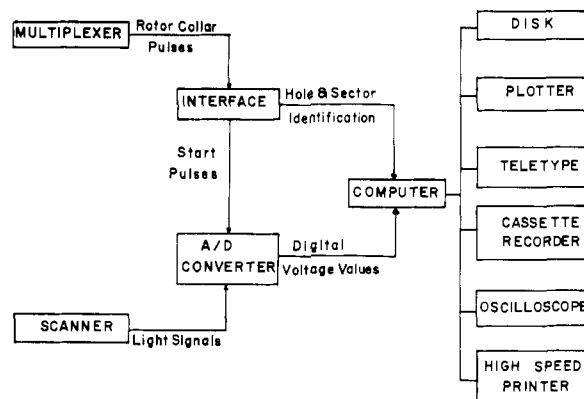 MULTIPLEXER
Rotor Collar
Pulses
INTERFACE
Hole & Sector
Identification
Start
Pulses
COMPUTER
A/D
CONVERTER
Digital
Voltage Values
SCANNER
Light Signals
DISK
PLOTTER
TELETYPE
CASSETTE
RECORDER
OSCILLOSCOPE
HIGH SPEED
PRINTER